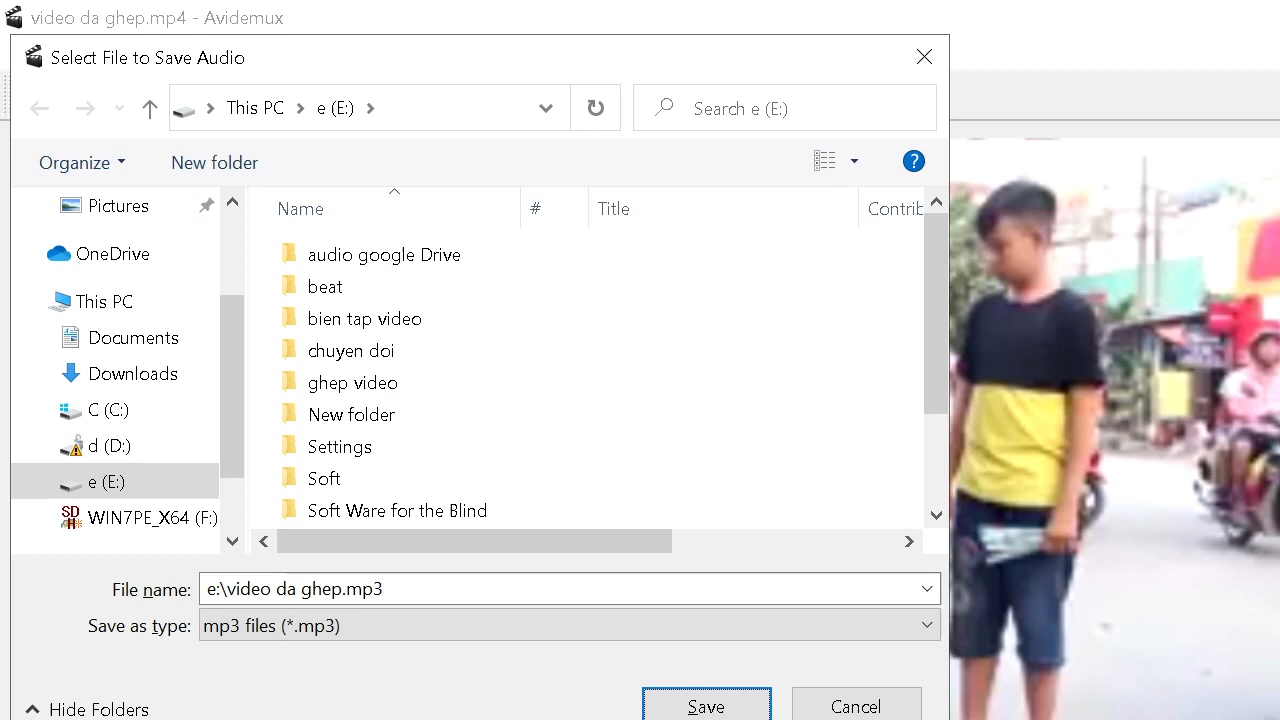 video da ghep.mp4 - Avidemux
Select File to Save Audio
This PC
e (E:)
Search e (E:)
Organize
New folder
?
Name
#
Title
Contrib
Pictures
OneDrive
This PC
Documents
Downloads
C (C:)
d (D:)
e (E:)
WIN7PE_X64 (F:)
audio google Drive
beat
bien tap video
chuyen doi
ghep video
New folder
Settings
Soft
Soft Ware for the Blind
File name:
e:\video da ghep.mp3
Save as type:
mp3 files (*.mp3)
Hide Folders
Save
Cancel